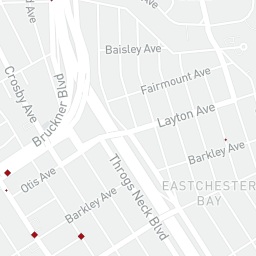 Baisley Ave
Fairmount Ave
Crosby Ave
Bruckner Blvd
Layton Ave
Barkley Ave
Otis Ave
Throgs Neck Blvd
EASTCHESTER
BAY
Barkley Ave